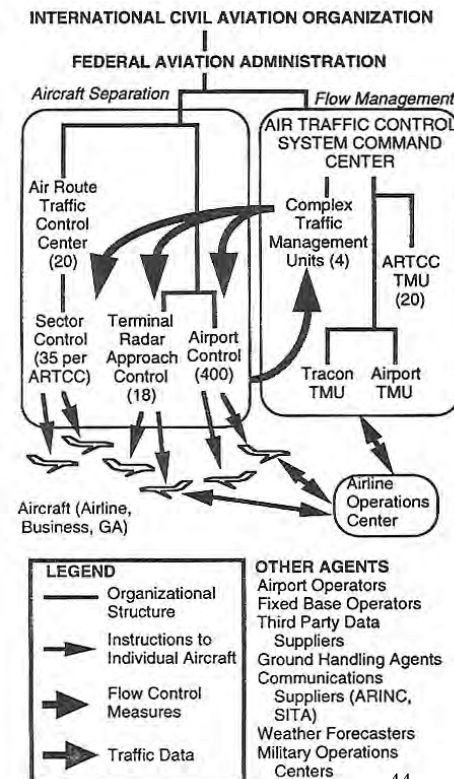 INTERNATIONAL CIVIL AVIATION ORGANIZATION
FEDERAL AVIATION ADMINISTRATION
Aircraft Separation
Flow Management
AIR TRAFFIC CONTROL
SYSTEM COMMAND
CENTER
Air Route
Traffic
Control
Center
(20)
Complex
Traffic
Management
Units (4)
ARTCC
TMU
(20)
Sector
Control
(35 per
ARTCC)
Terminal
Radar
Approach
Control
(18)
Airport
Control
(400)
Tracon
TMU
Airport
TMU
Aircraft (Airline,
Business, GA)
Airline
Operations
Center
LEGEND
Organizational
Structure
Instructions to
Individual Aircraft
Flow Control
Measures
Traffic Data
OTHER AGENTS
Airport Operators
Fixed Base Operators
Third Party Data
Suppliers
Ground Handling Agents
Communications
Suppliers (ARINC,
SITA)
Weather Forecasters
Military Operations
Centers